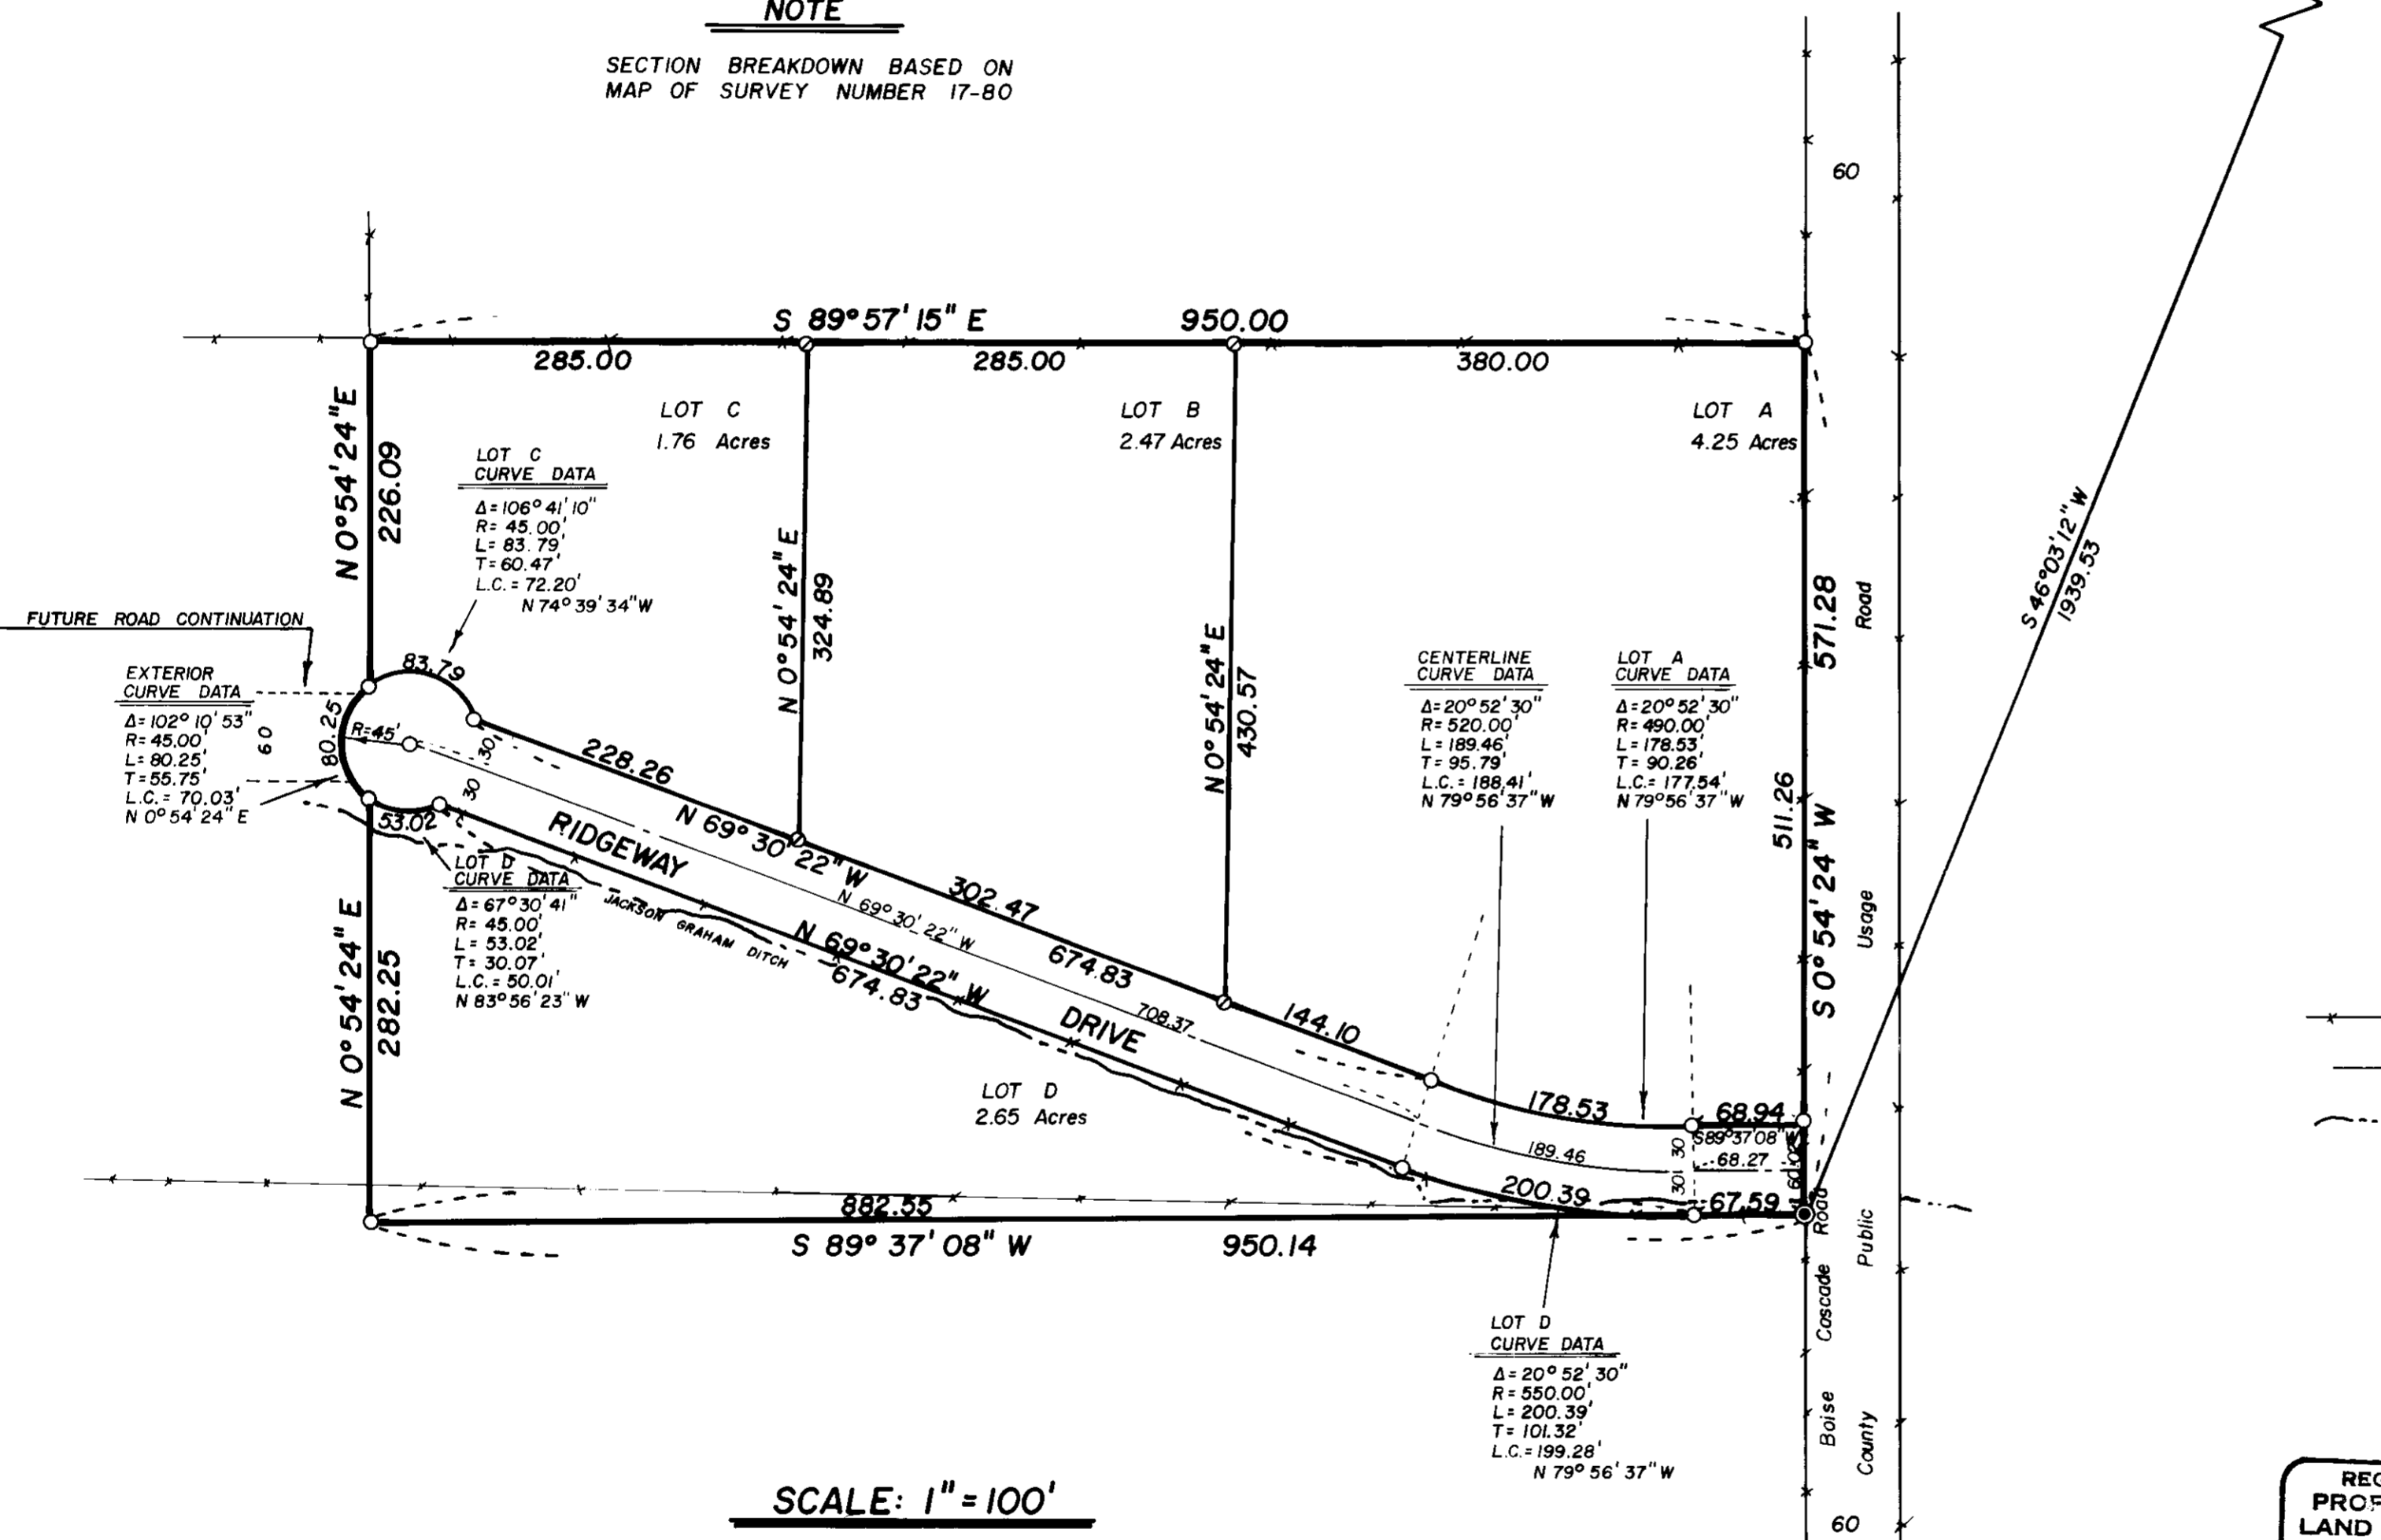 NOTE
SECTION BREAKDOWN BASED ON
MAP OF SURVEY NUMBER 17-80
60
S 89°57'15" E 950.00
285.00 285.00 380.00
LOT C
1.76 Acres
LOT B
2.47 Acres
LOT A
4.25 Acres
N 0°54'24"E
226.09
LOT C
CURVE DATA
Δ=106°41'10"
R= 45.00'
L= 83.79'
T=60.47'
L.C.= 72.20'
N 74°39'34"W
N 0°54'24"E
324.89
N 0°54'24"E
430.57
S 46°03'12"W
1939.53
571.28
S 0°54'24" W
511.26
FUTURE ROAD CONTINUATION
EXTERIOR
CURVE DATA
Δ=102°10'53"
R=45.00'
L=80.25'
T=55.75'
L.C.= 70.03'
N 0°54'24" E
60
80.25
83.79
R=45'
30
30
53.02
CENTERLINE
CURVE DATA
Δ=20°52'30"
R=520.00'
L=189.46'
T=95.79'
L.C.=188.41'
N 79°56'37"W
LOT A
CURVE DATA
Δ=20°52'30"
R=490.00'
L=178.53'
T= 90.26'
L.C.=177.54'
N 79°56'37"W
228.26
N 69°30'22" W
302.47
674.83
144.10
178.53
68.94
S89°37'08"W
68.27
30
30
60.02
RIDGEWAY DRIVE
N 69°30'22" W
708.37
189.46
N 69°30'22" W
674.83
200.39
67.59
JACKSON GRAHAM DITCH
LOT D
CURVE DATA
Δ=67°30'41"
R= 45.00'
L= 53.02'
T= 30.07'
L.C.= 50.01'
N 83°56'23" W
N 0°54'24" E
282.25
LOT D
2.65 Acres
882.55
S 89°37'08" W 950.14
LOT D
CURVE DATA
Δ=20°52'30"
R=550.00'
L=200.39'
T=101.32'
L.C.=199.28'
N 79°56'37"W
Boise Cascade Road
County Public Usage Road
60
SCALE: 1"=100'
LAND